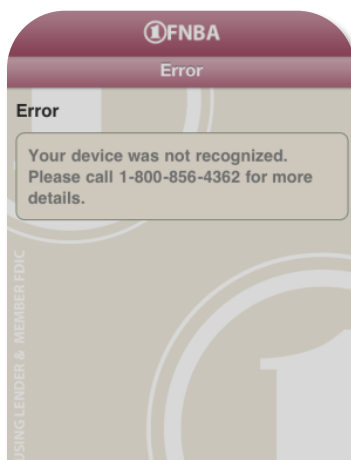 1FNBA
Error
Error
Your device was not recognized.
Please call 1-800-856-4362 for more
details.
USING LENDER & MEMBER FDIC